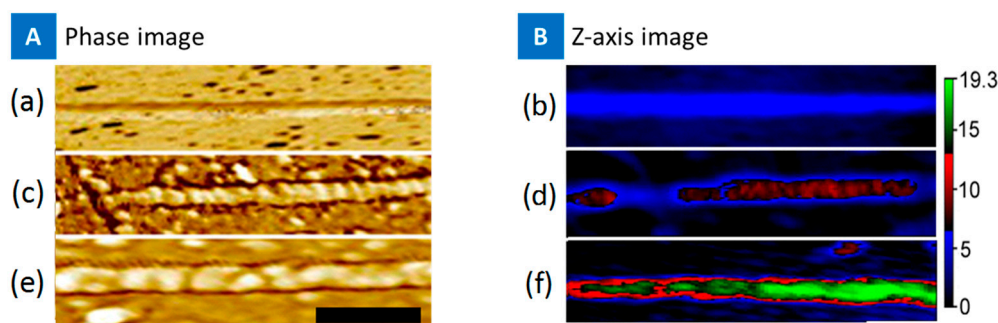 A Phase image
B Z-axis image
(a)
(b)
19.3
15
(c)
(d)
10
5
(e)
(f)
0